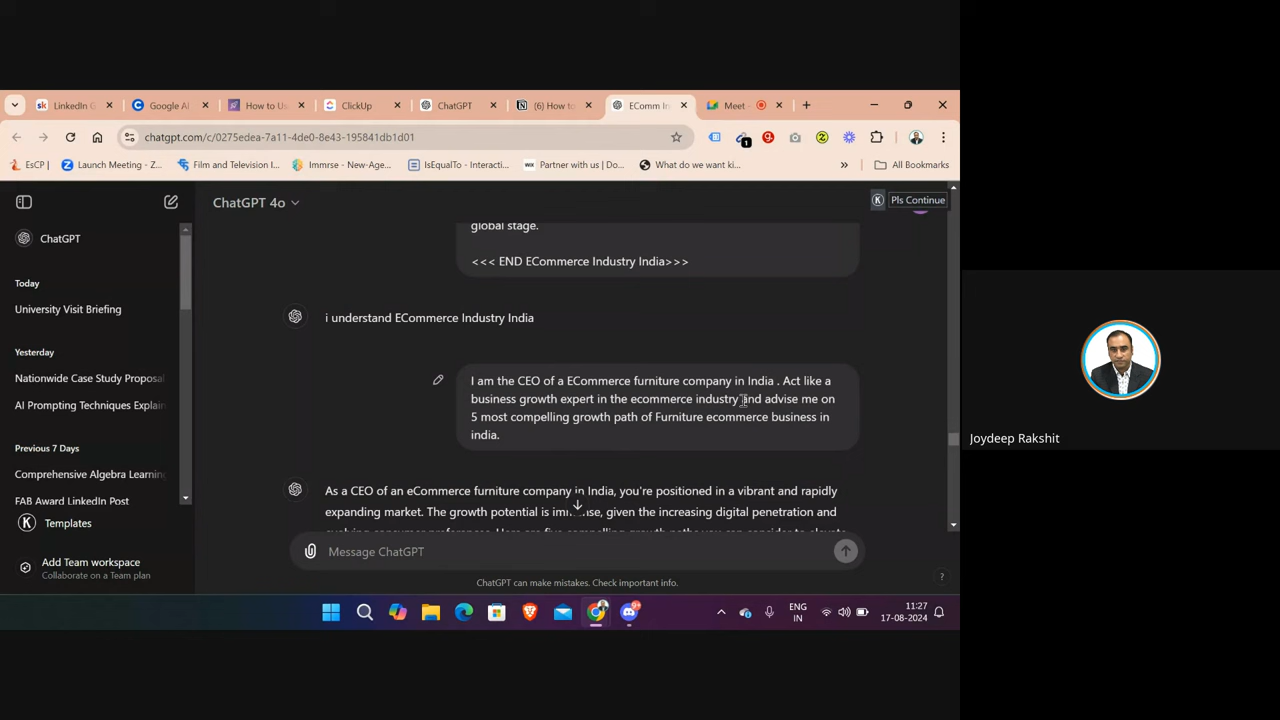 LinkedIn G
Google AI
How to Us
ClickUp
ChatGPT
(6) How to
EComm In
Meet -
chatgpt.com/c/0275edea-7a11-4de0-8e43-195841db1d01
1
EsCP
Launch Meeting - Z...
Film and Television I...
Immrse - New-Age...
IsEqualTo - Interacti...
Partner with us | Do...
What do we want ki...
»
All Bookmarks
ChatGPT 4o
K Pls Continue
ChatGPT
Today
University Visit Briefing
Yesterday
Nationwide Case Study Proposal
AI Prompting Techniques Explain
Previous 7 Days
Comprehensive Algebra Learning
FAB Award LinkedIn Post
K Templates
Add Team workspace
Collaborate on a Team plan
global stage.
<<< END ECommerce Industry India>>>
i understand ECommerce Industry India
I am the CEO of a ECommerce furniture company in India . Act like a
business growth expert in the ecommerce industry and advise me on
5 most compelling growth path of Furniture ecommerce business in
india.
As a CEO of an eCommerce furniture company in India, you're positioned in a vibrant and rapidly
expanding market. The growth potential is immense, given the increasing digital penetration and
Message ChatGPT
ChatGPT can make mistakes. Check important info.
?
ENG
IN
11:27
17-08-2024
Joydeep Rakshit